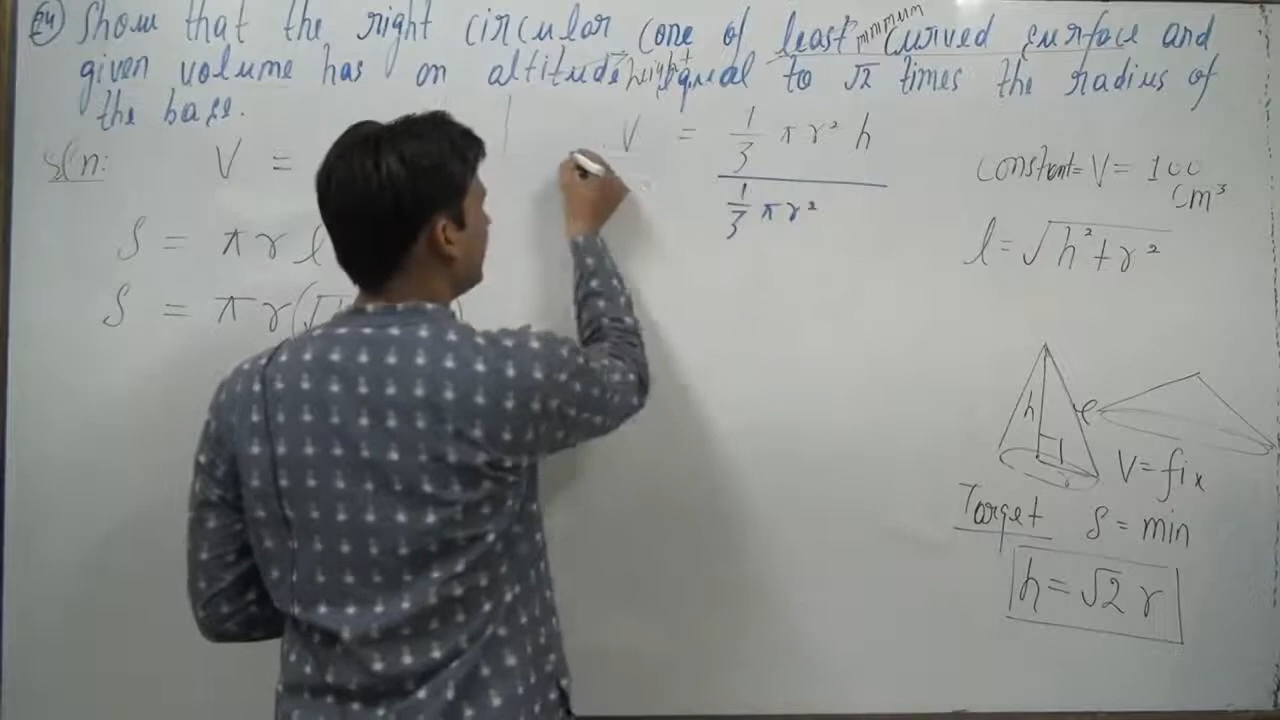 24 Show that the right circular cone of least minimum curved surface and
given volume has an altitude height equal to √2 times the radius of
the base.
Sol'n: V =
S = π r l
S = π r (√
V = 1/3 π r² h
1/3 π r²
constant = V = 100 cm³
l = √h² + r²
h
l
r
V = fix
Target S = min
h = √2 r